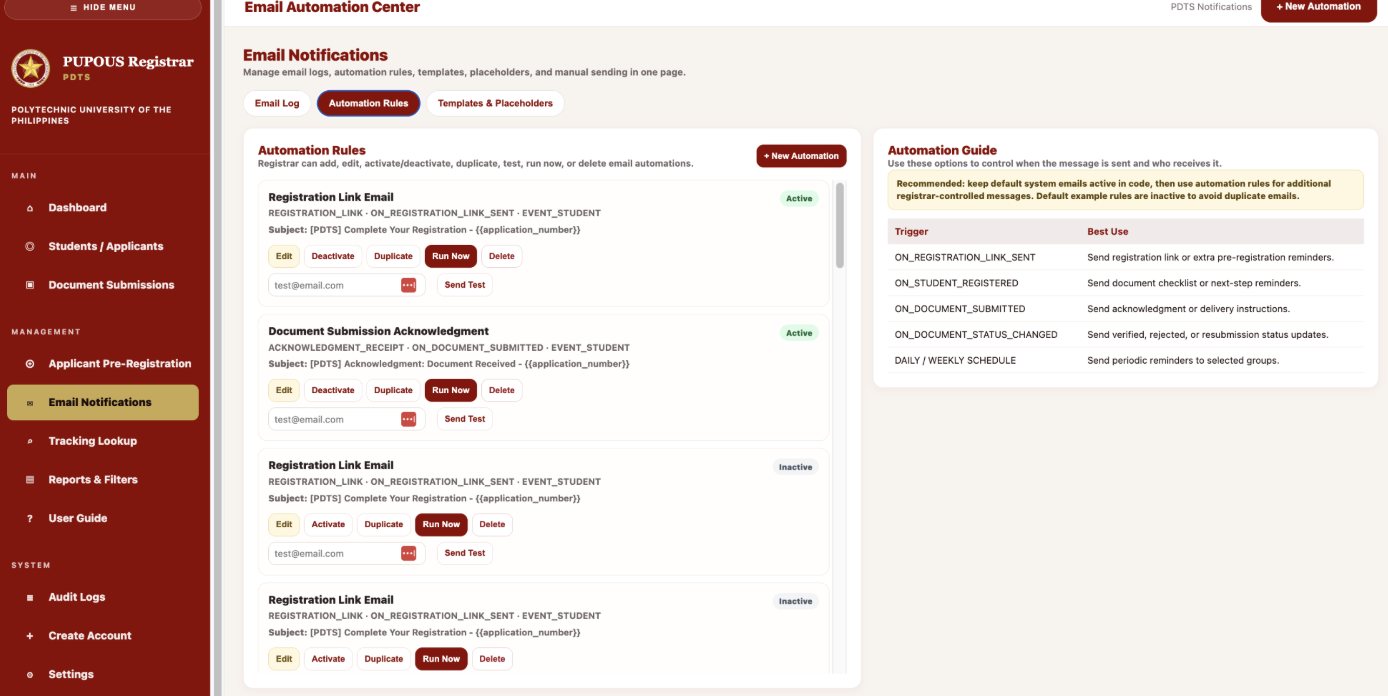 ≡ HIDE MENU
PUPOUS Registrar
PDTS
POLYTECHNIC UNIVERSITY OF THE
PHILIPPINES
MAIN
Dashboard
Students / Applicants
Document Submissions
MANAGEMENT
Applicant Pre-Registration
Email Notifications
Tracking Lookup
Reports & Filters
? User Guide
SYSTEM
Audit Logs
+ Create Account
Settings
Email Automation Center
PDTS Notifications
+ New Automation
Email Notifications
Manage email logs, automation rules, templates, placeholders, and manual sending in one page.
Email Log
Automation Rules
Templates & Placeholders
Automation Rules
Registrar can add, edit, activate/deactivate, duplicate, test, run now, or delete email automations.
+ New Automation
Registration Link Email
Active
REGISTRATION_LINK · ON_REGISTRATION_LINK_SENT · EVENT_STUDENT
Subject: [PDTS] Complete Your Registration - {{application_number}}
Edit Deactivate Duplicate Run Now Delete
test@email.com Send Test
Document Submission Acknowledgment
Active
ACKNOWLEDGMENT_RECEIPT · ON_DOCUMENT_SUBMITTED · EVENT_STUDENT
Subject: [PDTS] Acknowledgment: Document Received - {{application_number}}
Edit Deactivate Duplicate Run Now Delete
test@email.com Send Test
Registration Link Email
Inactive
REGISTRATION_LINK · ON_REGISTRATION_LINK_SENT · EVENT_STUDENT
Subject: [PDTS] Complete Your Registration - {{application_number}}
Edit Activate Duplicate Run Now Delete
test@email.com Send Test
Registration Link Email
Inactive
REGISTRATION_LINK · ON_REGISTRATION_LINK_SENT · EVENT_STUDENT
Subject: [PDTS] Complete Your Registration - {{application_number}}
Edit Activate Duplicate Run Now Delete
Automation Guide
Use these options to control when the message is sent and who receives it.
Recommended: keep default system emails active in code, then use automation rules for additional
registrar-controlled messages. Default example rules are inactive to avoid duplicate emails.
Trigger Best Use
ON_REGISTRATION_LINK_SENT Send registration link or extra pre-registration reminders.
ON_STUDENT_REGISTERED Send document checklist or next-step reminders.
ON_DOCUMENT_SUBMITTED Send acknowledgment or delivery instructions.
ON_DOCUMENT_STATUS_CHANGED Send verified, rejected, or resubmission status updates.
DAILY / WEEKLY SCHEDULE Send periodic reminders to selected groups.